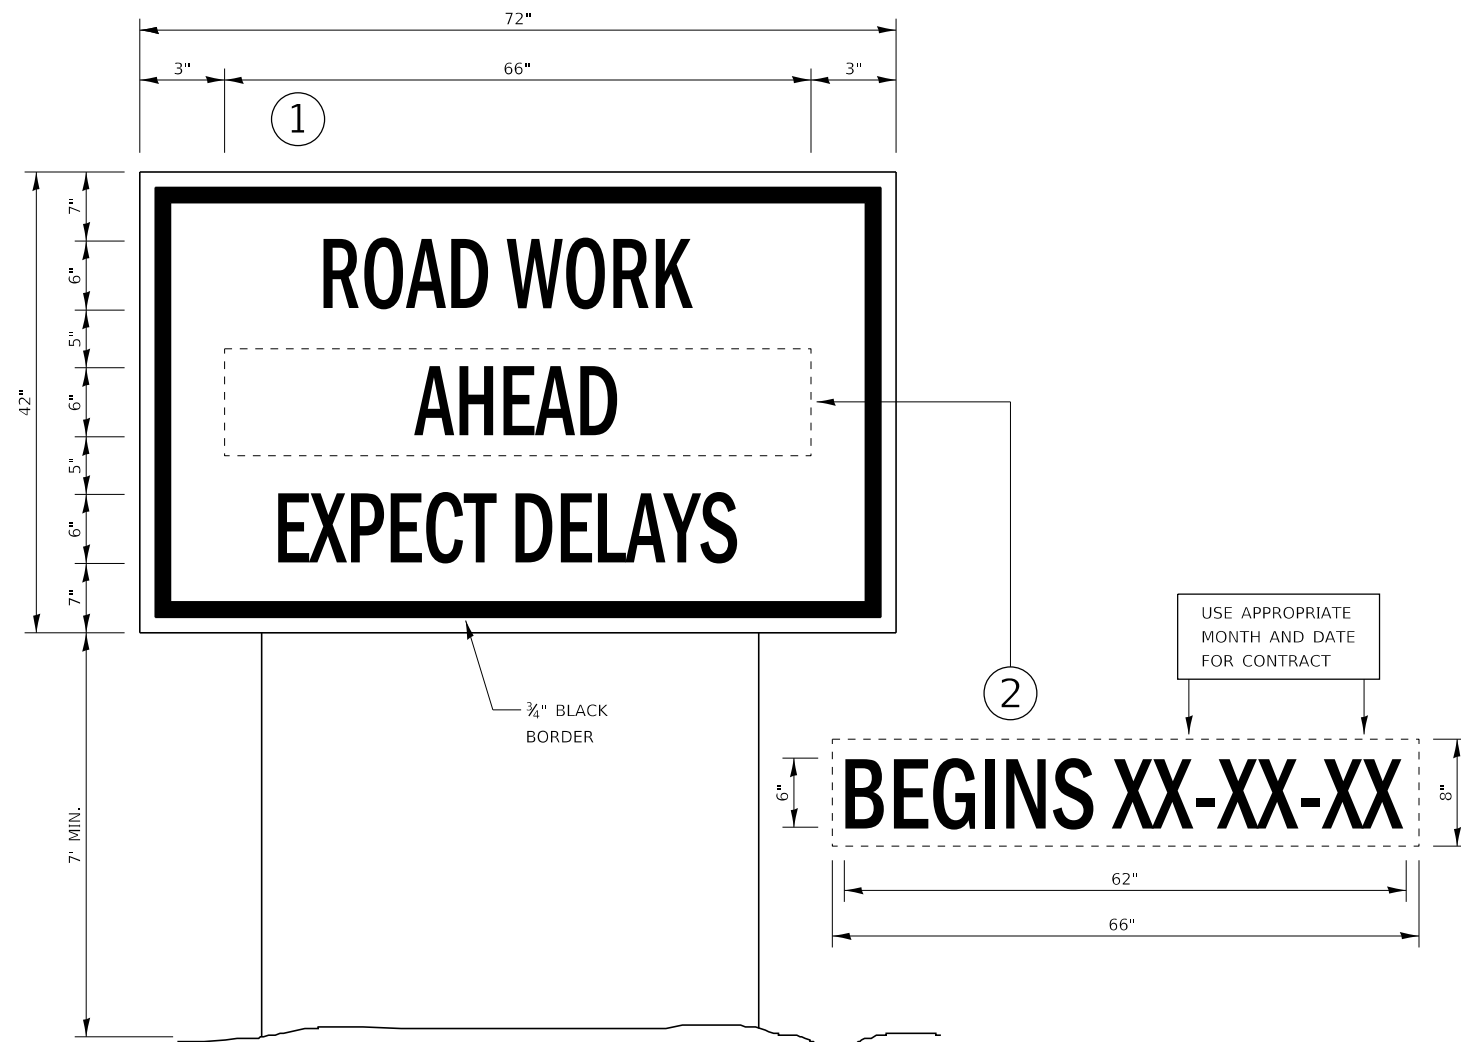 72"
3" 66" 3"
1
7"
6"
5"
6"
5"
6"
7"
42"
ROAD WORK
AHEAD
EXPECT DELAYS
¾" BLACK
BORDER
7' MIN.
USE APPROPRIATE
MONTH AND DATE
FOR CONTRACT
2
6"
BEGINS XX-XX-XX
8"
62"
66"